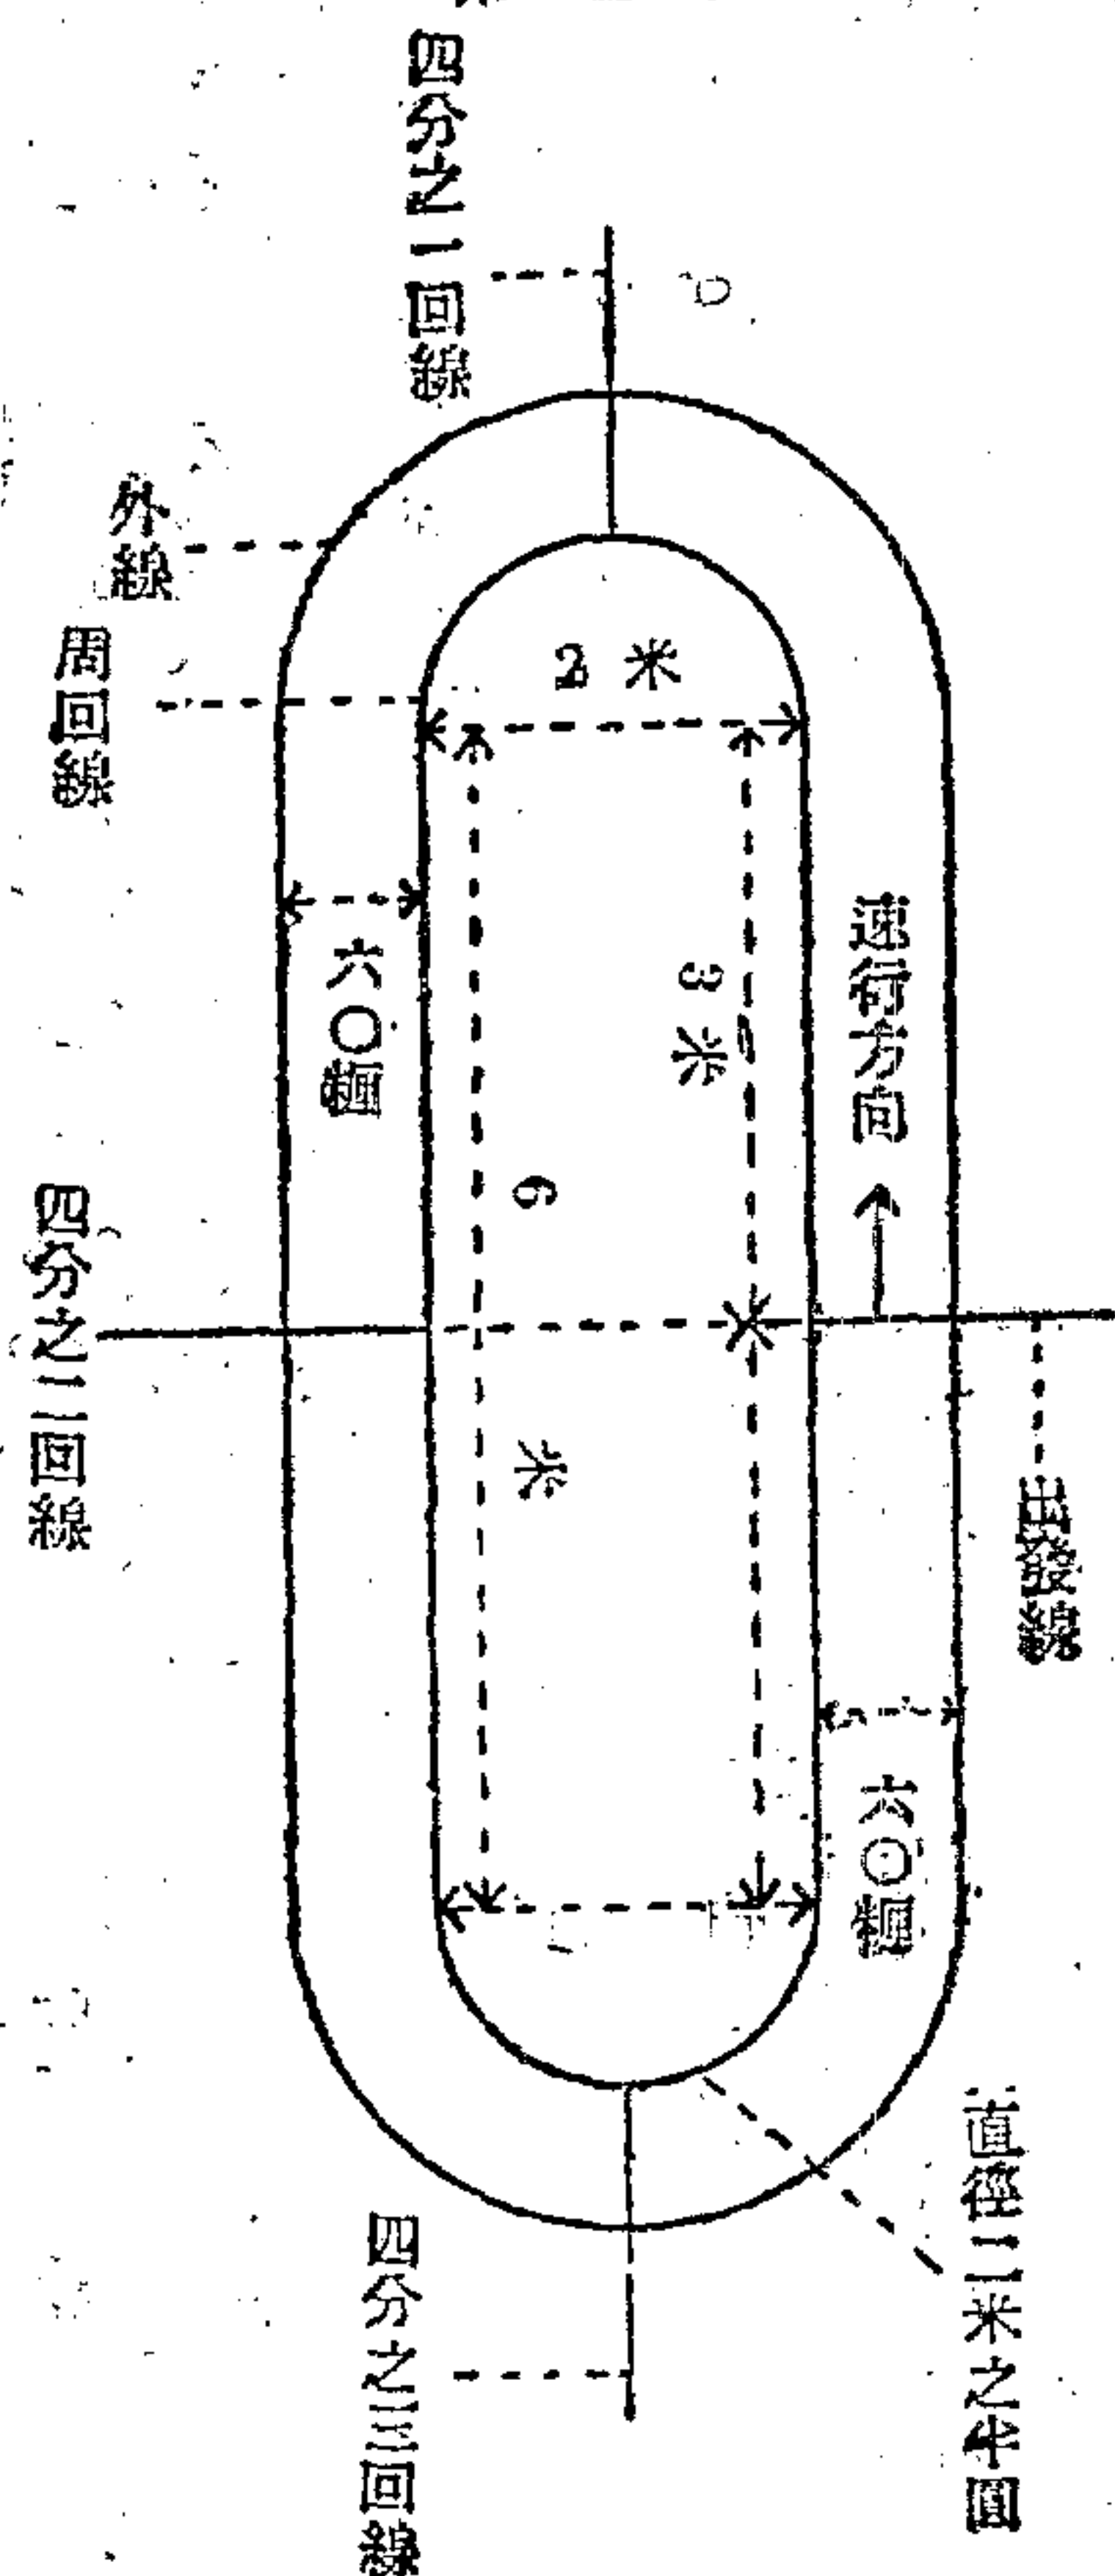 四分之一回線
外線
周回線
2 米
六〇糎
3 米
速行方向
6 米
四分之二回線
出發線
六〇糎
直徑二米之半圓
四分之三回線